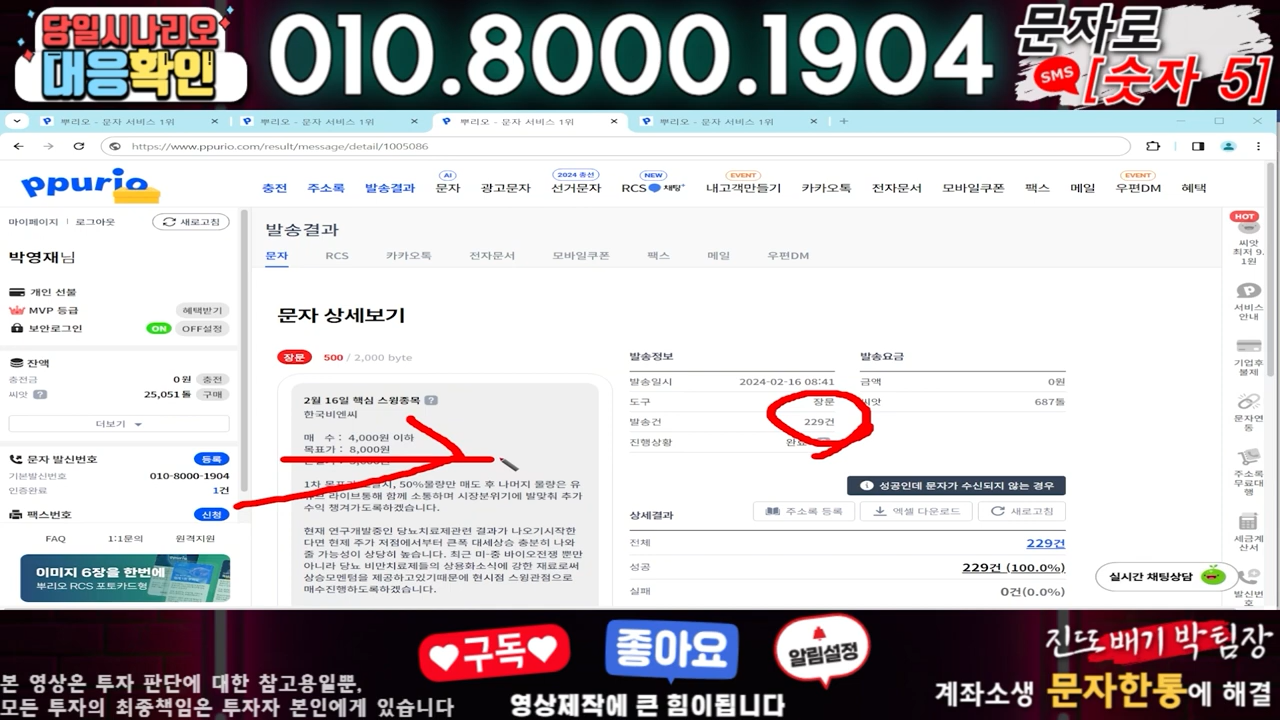 당일시나리오
대응확인
010.8000.1904
문자로
SMS [숫자 5]
뿌리오 - 문자 서비스 1위
뿌리오 - 문자 서비스 1위
뿌리오 - 문자 서비스 1위
뿌리오 - 문자 서비스 1위
https://www.ppurio.com/result/message/detail/1005086
ppurio
AI
2024 총선
NEW
EVENT
EVENT
충전 주소록 발송결과 문자 광고문자 선거문자 RCS 채팅+ 내고객만들기 카카오톡 전자문서 모바일쿠폰 팩스 메일 우편DM 혜택
마이페이지 | 로그아웃 새로고침
박영재님
개인 선불
MVP 등급 혜택받기
보안로그인 ON OFF설정
잔액
충전금 0원 충전
씨앗 ? 25,051톨 구매
더보기
문자 발신번호 등록
기본발신번호 010-8000-1904
인증완료 1건
팩스번호 신청
FAQ 1:1문의 원격지원
이미지 6장을 한번에
뿌리오 RCS 포토카드형
발송결과
문자 RCS 카카오톡 전자문서 모바일쿠폰 팩스 메일 우편DM
문자 상세보기
장문 500 / 2,000 byte
2월 16일 핵심 스윙종목 ?
한국비엔씨
매 수 : 4,000원 이하
목표가 : 8,000원
1차 목표가 50%물량만 매도 후 나머지 물량은 유
라이브통해 함께 소통하며 시장분위기에 발맞춰 추가
수익 챙겨가도록하겠습니다.
현재 연구개발중인 당뇨치료제관련 결과가 나오기시작한
다면 현재 주가 저점에서부터 큰폭 대세상승 충분히 나와
줄 가능성이 상당히 높습니다. 최근 미·중 바이오전쟁 뿐만
아니라 당뇨 비만치료제들의 상용화소식에 강한 재료로써
상승모멘텀을 제공하고있기때문에 현시점 스윙관점으로
매수진행하도록하겠습니다.
발송정보
발송일시 2024-02-16 08:41
도구 장문
발송건 229건
진행상황 완료
발송요금
금액 0원
씨앗 687톨
성공인데 문자가 수신되지 않는 경우
상세결과 주소록 등록 엑셀 다운로드 새로고침
전체 229건
성공 229건 (100.0%)
실패 0건(0.0%)
HOT
씨앗
최저 9.
1원
서비스
안내
기업후
불제
문자연
동
주소록
무료대
행
세금계
산서
발신번
호
실시간 채팅상담
구독
좋아요
알림설정
영상제작에 큰 힘이됩니다
본 영상은 투자 판단에 대한 참고용일뿐,
모든 투자의 최종책임은 투자자 본인에게 있습니다
진또배기 박팀장
계좌소생 문자한통에 해결